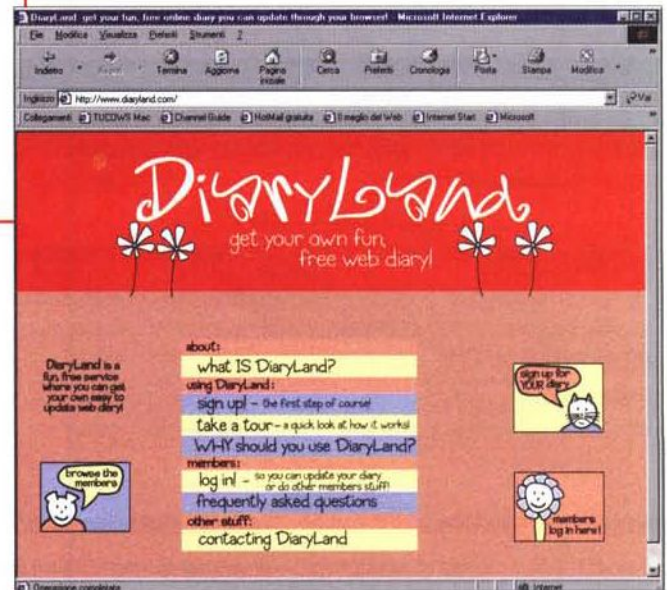 DiaryLand get your fun, free online diary you can update through your browser! - Microsoft Internet Explorer
File Modifica Visualizza Preferiti Strumenti ?
Indietro Termina Aggiorna Pagina iniziale Cerca Preferiti Cronologia Posta Stampa Modifica
Indirizzo http://www.diaryland.com/ Vai
Collegamenti TUCOWS Mac Channel Guide HotMail gratuita Il meglio del Web Internet Start Microsoft
DiaryLand
get your own fun,
free web diary!
DiaryLand is a
fun, free service
where you can get
your own easy to
update web diary!
browse the
members
about:
what IS DiaryLand?
using DiaryLand:
sign up! - the first step of course!
take a tour - a quick look at how it works!
WHY should you use DiaryLand?
members:
log in! - so you can update your diary
or do other members stuff!
frequently asked questions
other stuff:
contacting DiaryLand
sign up for
YOUR diary
members
log in here!
Operazione completata Internet